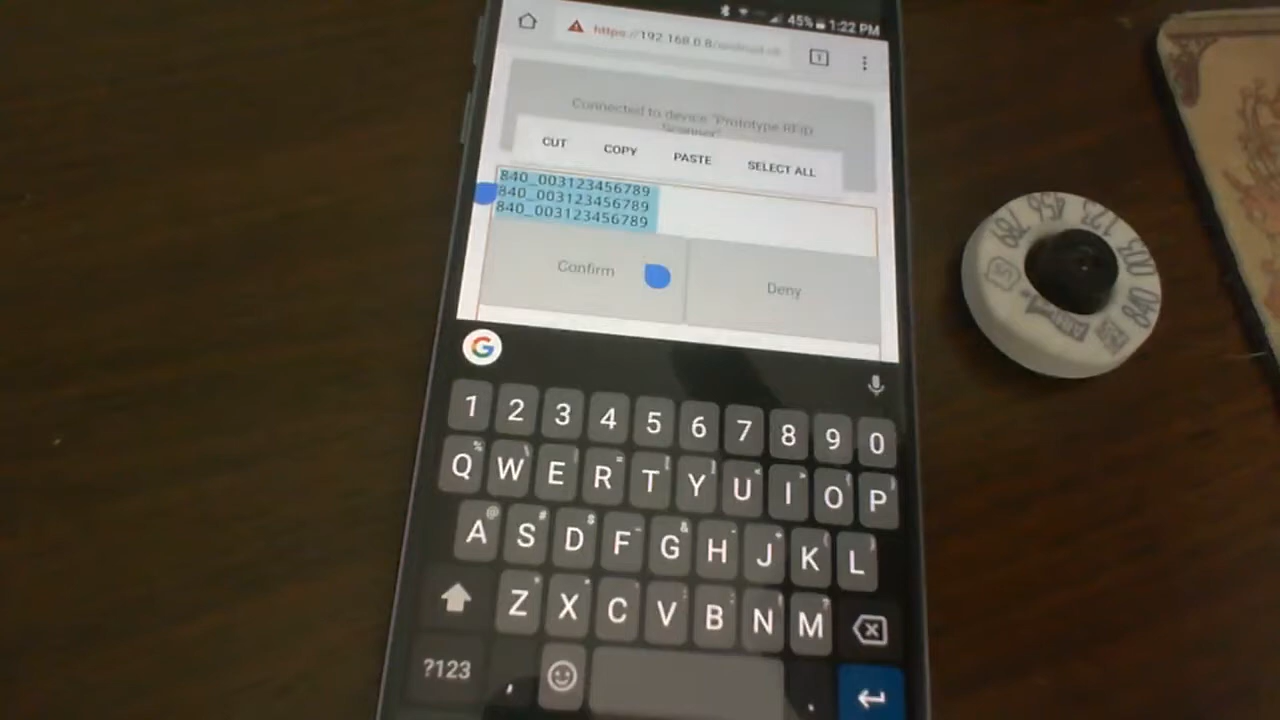 45% 1:22 PM
https://192.168.0.8/
1
Connected to device "Prototype RFID
Scanner"
CUT COPY PASTE SELECT ALL
840_003123456789
840_003123456789
840_003123456789
Confirm Deny
G
1 2 3 4 5 6 7 8 9 0
Q W E R T Y U I O P
A S D F G H J K L
Z X C V B N M
?123 , .
840 003 123 456 789
US